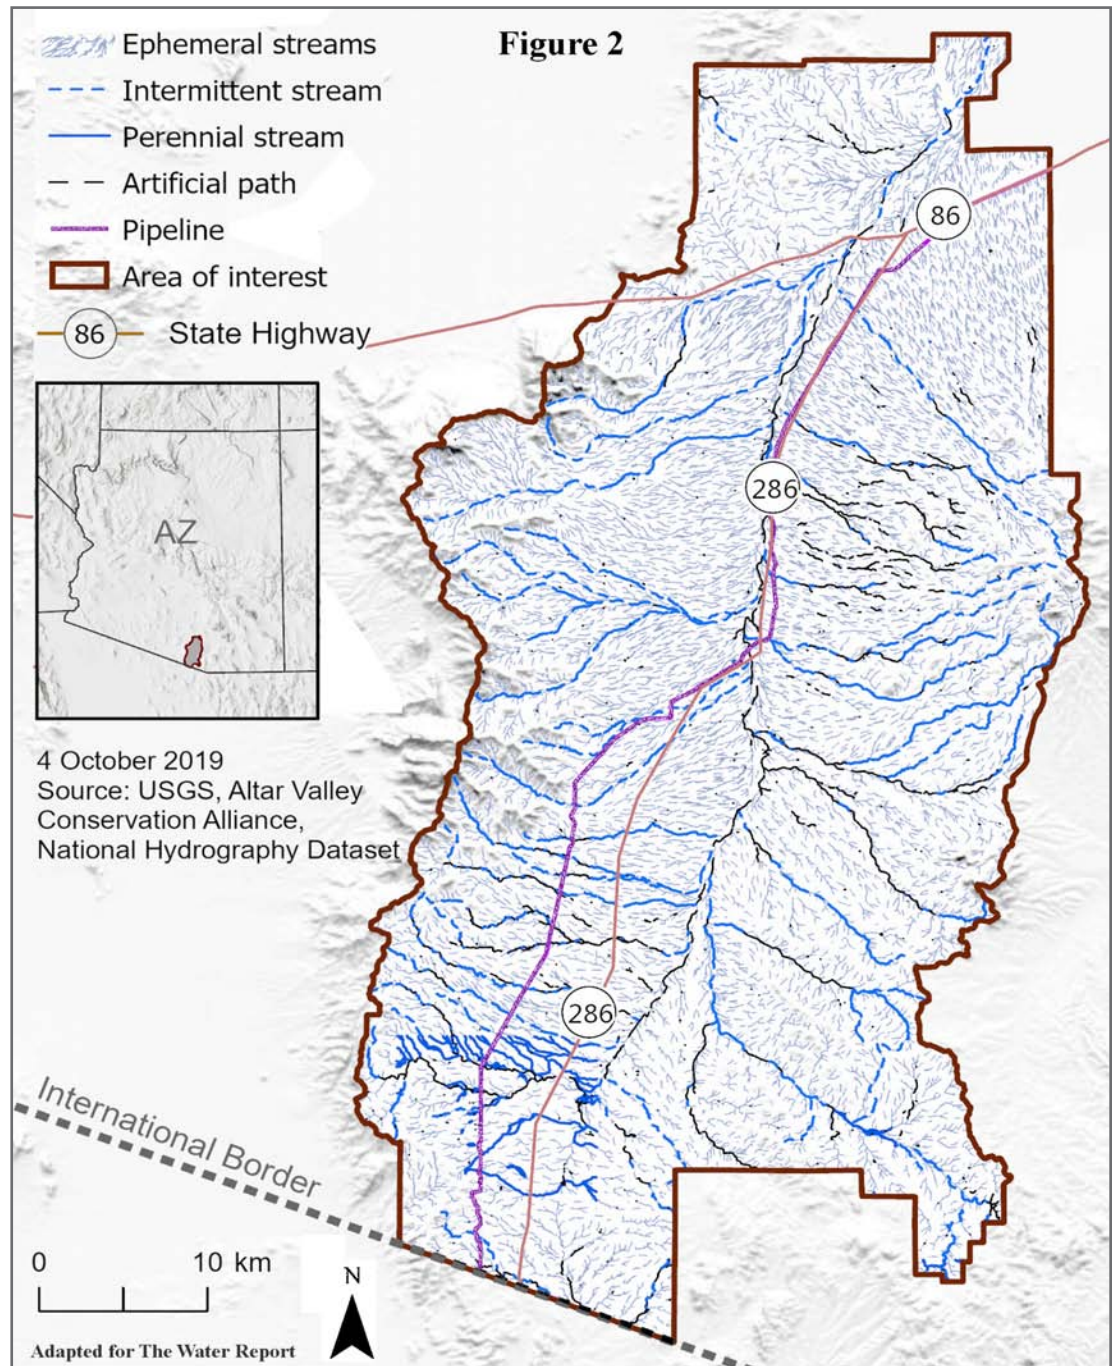 Figure 2
Ephemeral streams
Intermittent stream
Perennial stream
Artificial path
Pipeline
Area of interest
86 State Highway
86
286
AZ
4 October 2019
Source: USGS, Altar Valley
Conservation Alliance,
National Hydrography Dataset
286
International Border
0 10 km
N
Adapted for The Water Report